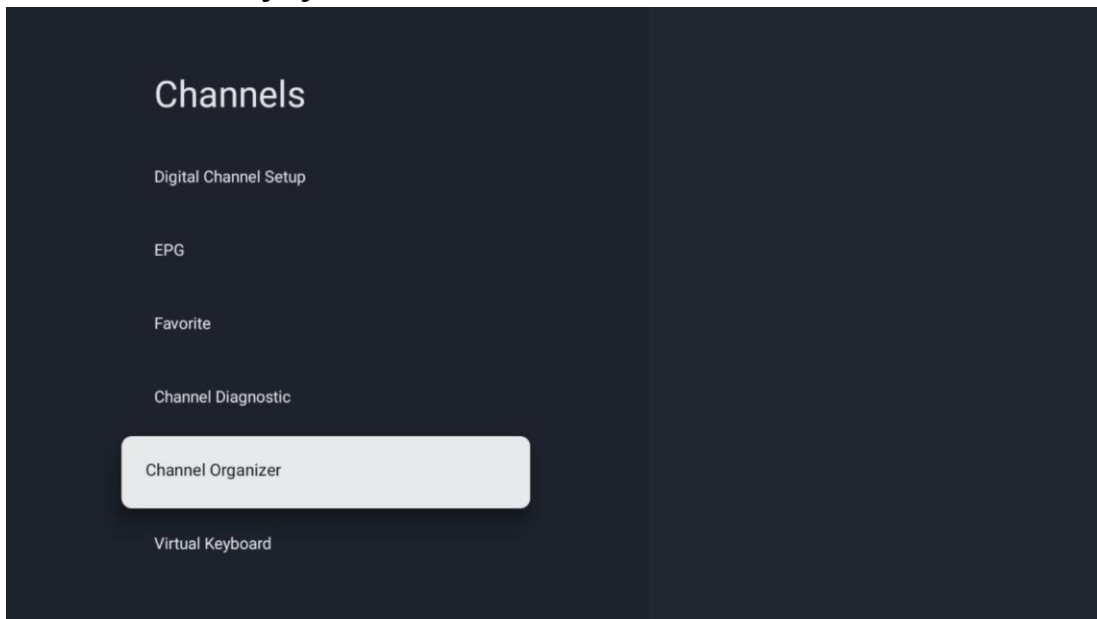 Channels
Digital Channel Setup
EPG
Favorite
Channel Diagnostic
Channel Organizer
Virtual Keyboard